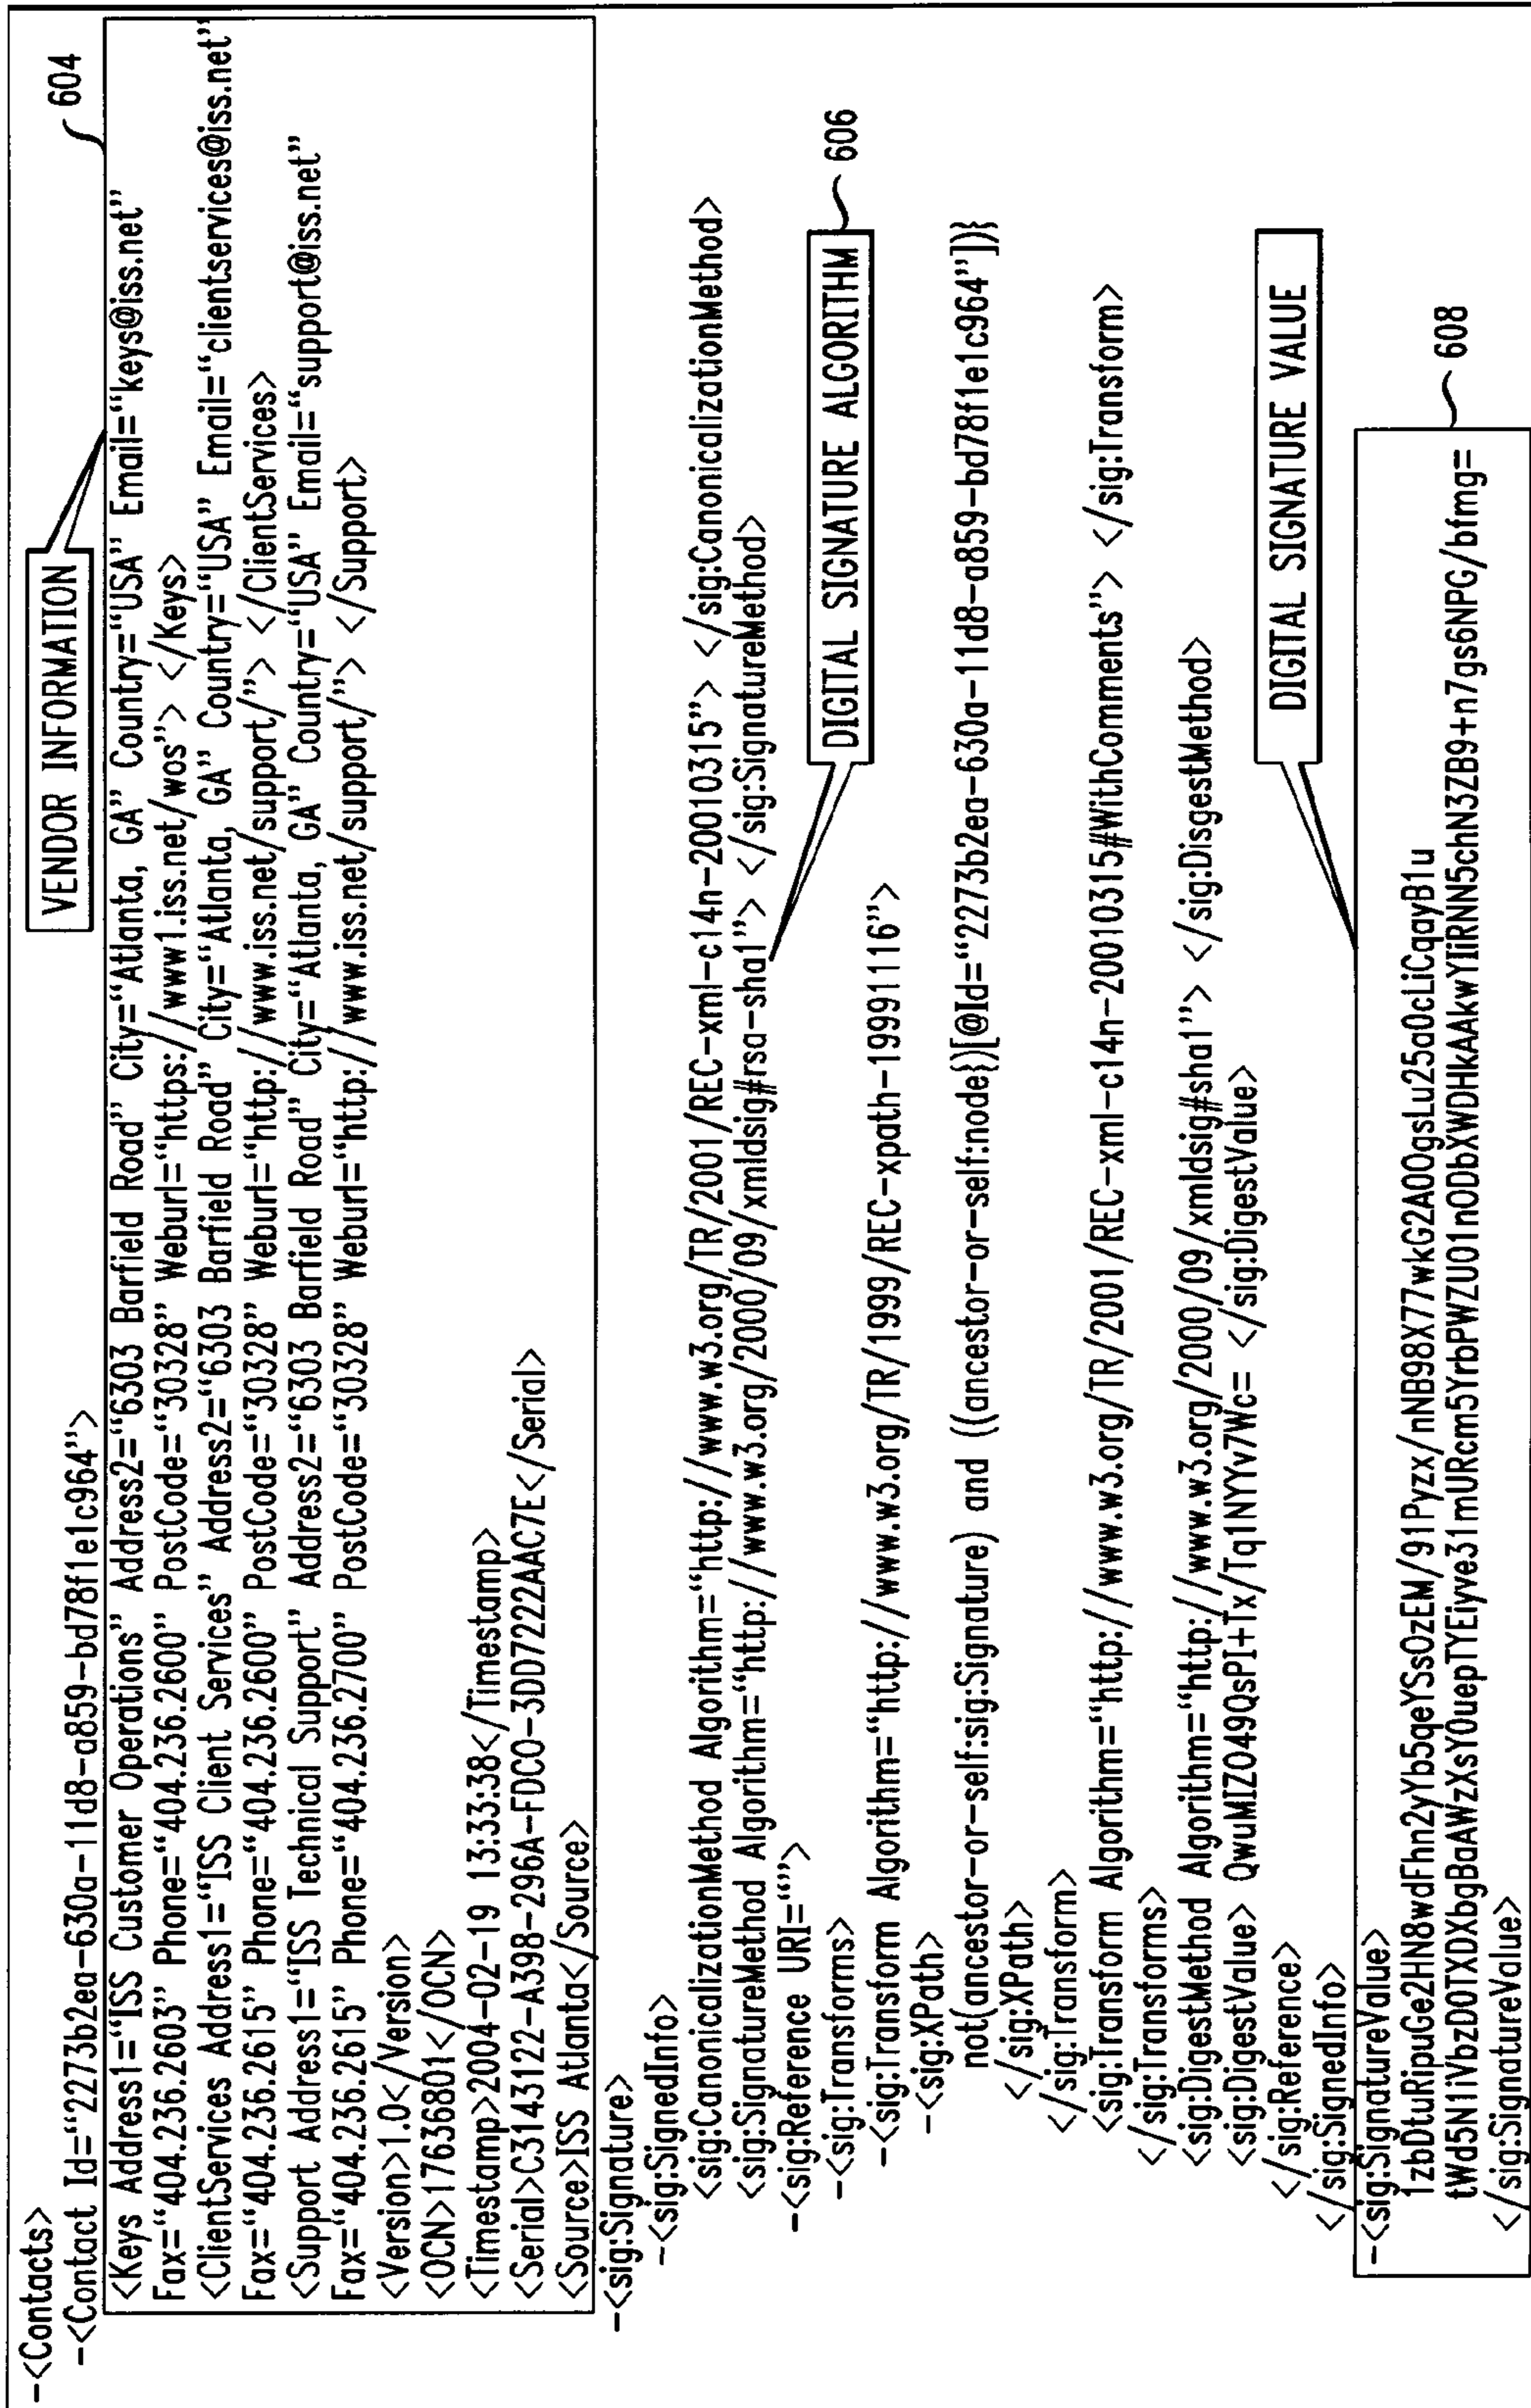 -<Contacts>
-<Contact Id="2273b2ea-630a-11d8-a859-bd78f1e1c964">
VENDOR INFORMATION
604
<Keys Address1="ISS Customer Operations" Address2="6303 Barfield Road" City="Atlanta, GA" Country="USA" Email="keys@iss.net"
Fax="404.236.2603" Phone="404.236.2600" PostCode="30328" Weburl="https://www1.iss.net/wos"> </Keys>
<ClientServices Address1="ISS Client Services" Address2="6303 Barfield Road" City="Atlanta, GA" Country="USA" Email="clientservices@iss.net"
Fax="404.236.2615" Phone="404.236.2600" PostCode="30328" Weburl="http://www.iss.net/support/"> </ClientServices>
<Support Address1="ISS Technical Support" Address2="6303 Barfield Road" City="Atlanta, GA" Country="USA" Email="support@iss.net"
Fax="404.236.2615" Phone="404.236.2700" PostCode="30328" Weburl="http://www.iss.net/support/"> </Support>
<Version>1.0</Version>
<OCN>17636801</OCN>
<Timestamp>2004-02-19 13:33:38</Timestamp>
<Serial>C3143122-A398-296A-FDC0-3DD7222AAC7E</Serial>
<Source>ISS Atlanta</Source>
-<sig:Signature>
-<sig:SignedInfo>
<sig:CanonicalizationMethod Algorithm="http://www.w3.org/TR/2001/REC-xml-c14n-20010315"> </sig:CanonicalizationMethod>
<sig:SignatureMethod Algorithm="http://www.w3.org/2000/09/xmldsig#rsa-sha1"> </sig:SignatureMethod>
-<sig:Reference URI="">
DIGITAL SIGNATURE ALGORITHM
606
-<sig:Transforms>
-<sig:Transform Algorithm="http://www.w3.org/TR/1999/REC-xpath-19991116">
-<sig:XPath>
not(ancestor-or-self:sig:Signature) and ((ancestor-or-self:node{})[@Id="2273b2ea-630a-11d8-a859-bd78f1e1c964"])}
</sig:XPath>
</sig:Transform>
<sig:Transform Algorithm="http://www.w3.org/TR/2001/REC-xml-c14n-20010315#WithComments"> </sig:Transform>
</sig:Transforms>
<sig:DigestMethod Algorithm="http://www.w3.org/2000/09/xmldsig#sha1"> </sig:DisgestMethod>
<sig:DigestValue> QwuMIZO49QsPI+Tx/Tq1NYYv7Wc= </sig:DigestValue>
</sig:Reference>
</sig:SignedInfo>
DIGITAL SIGNATURE VALUE
608
-<sig:SignatureValue>
1zbDtuRipuGe2HN8wdFhn2yYb5qeYSsOzEM/91Pyzx/nNB98X77wkG2A0OgsLu25a0cLiCqayB1u
tWd5N1iVbzD0TXDXbgBaAWzXsY0uepTYEiyve31mURcm5YrbPWZU01nODbXWDHkAAkwYIiRNN5chN3ZB9+n7gs6NPG/bfmg=
</sig:SignatureValue>